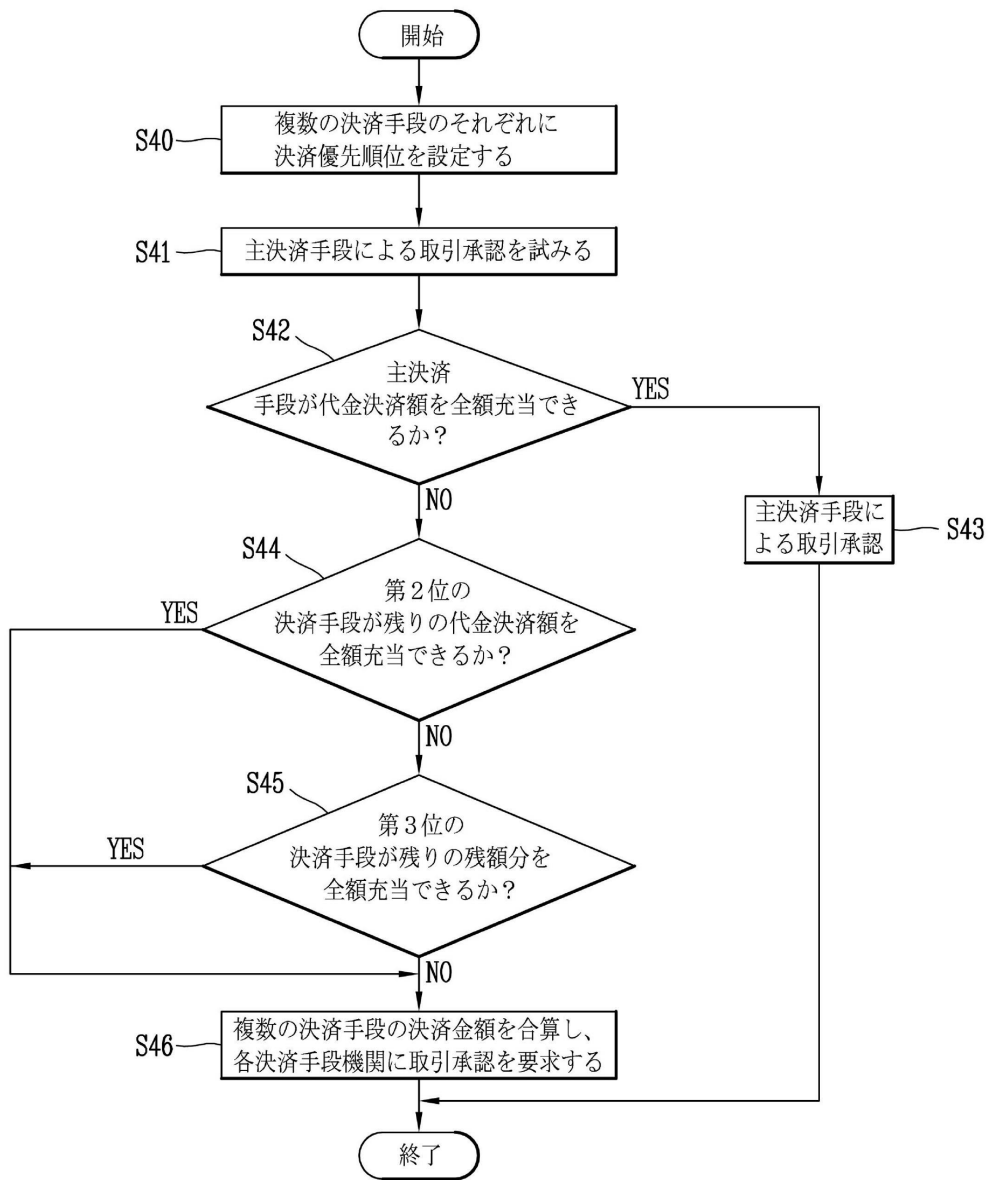 開始
S40
複数の決済手段のそれぞれに
決済優先順位を設定する
S41
主決済手段による取引承認を試みる
S42
主決済
手段が代金決済額を全額充当でき
るか？
YES
NO
主決済手段に
よる取引承認
S43
S44
第２位の
決済手段が残りの代金決済額を
全額充当できるか？
YES
NO
S45
第３位の
決済手段が残りの残額分を
全額充当できるか？
YES
NO
S46
複数の決済手段の決済金額を合算し、
各決済手段機関に取引承認を要求する
終了